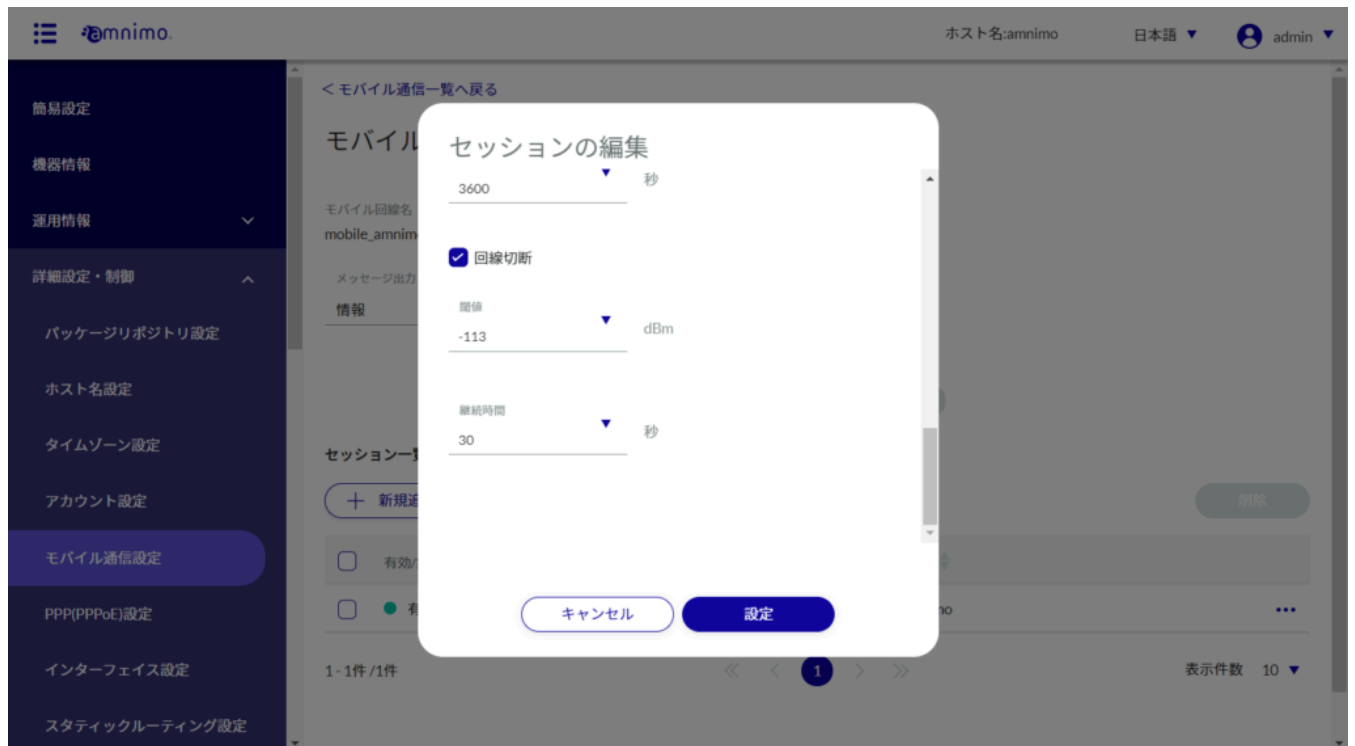 amnimo
ホスト名:amnimo
日本語
admin
簡易設定
機器情報
運用情報
詳細設定・制御
パッケージリポジトリ設定
ホスト名設定
タイムゾーン設定
アカウント設定
モバイル通信設定
PPP(PPPoE)設定
インターフェイス設定
スタティックルーティング設定
<モバイル通信一覧へ戻る
モバイル
モバイル回線名
mobile_amnim
メッセージ出力
情報
セッション一
新規追
削除
有効/
1 - 1件 /1件
1
表示件数 10
セッションの編集
3600
秒
回線切断
閾値
-113
dBm
継続時間
30
秒
キャンセル
設定